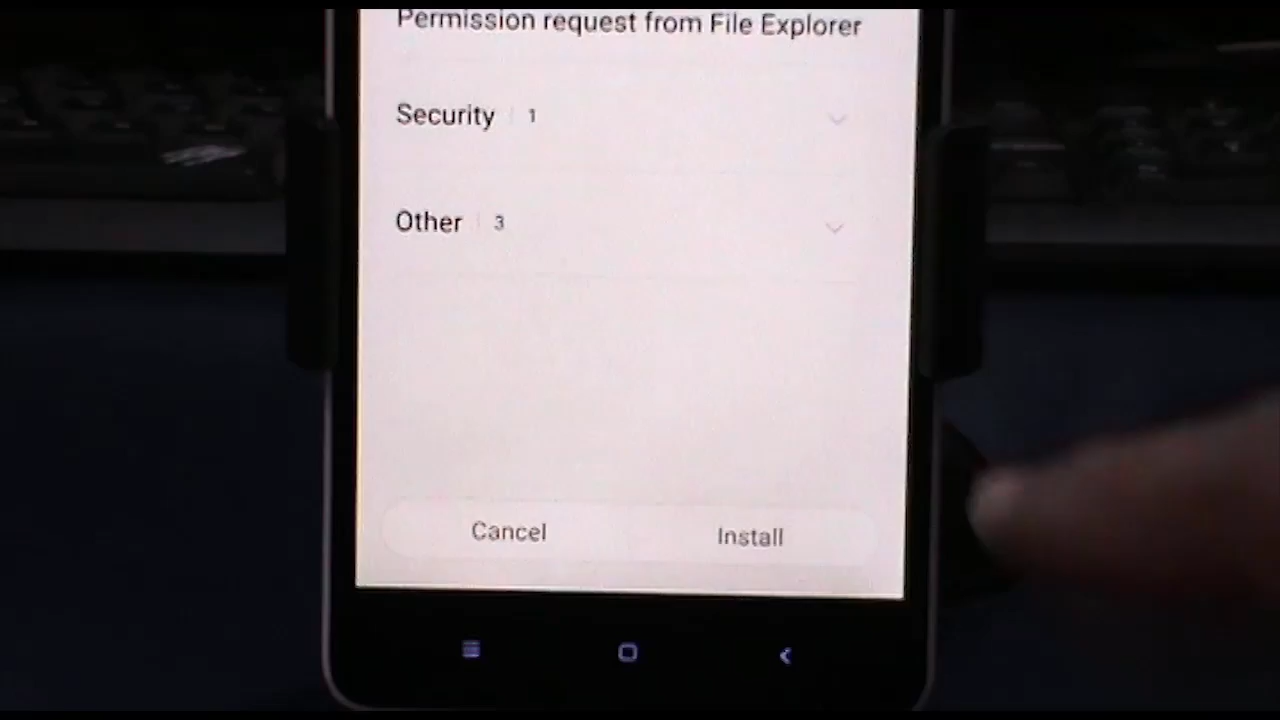 Permission request from File Explorer
Security 1
Other 3
Cancel Install